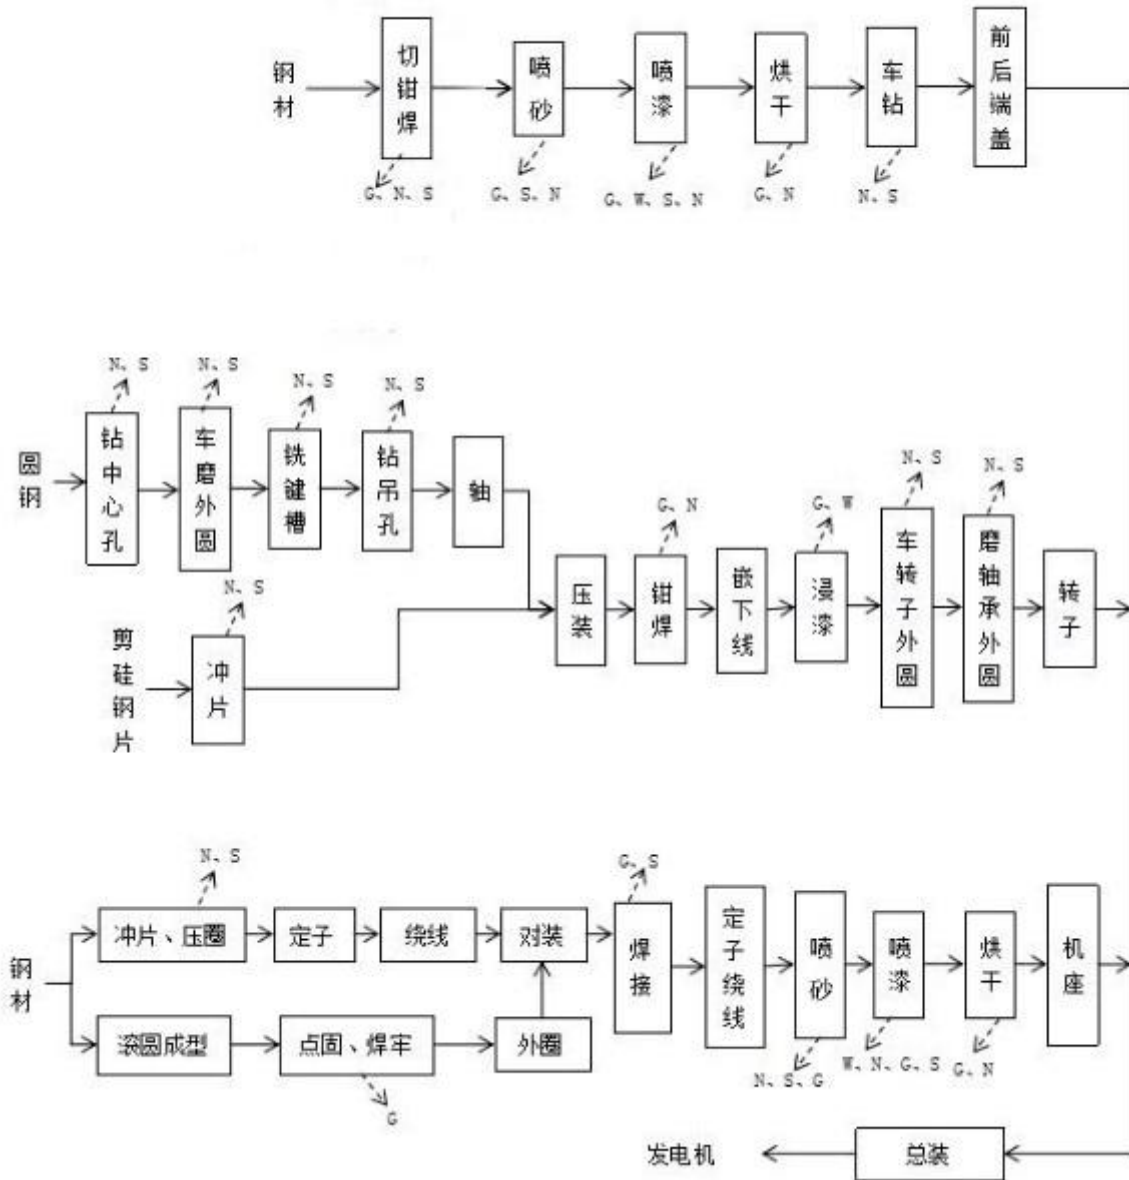 钢材
切钳焊
喷砂
喷漆
烘干
车钻
前后端盖
G、N、S
G、S、N
G、W、S、N
G、N
N、S
N、S
N、S
N、S
N、S
圆钢
钻中心孔
车磨外圆
铣键槽
钻吊孔
轴
N、S
剪硅钢片
冲片
压装
G、N
钳焊
嵌下线
G、W
浸漆
N、S
车转子外圆
N、S
磨轴承外圆
转子
钢材
N、S
冲片、压圈
定子
绕线
对装
滚圆成型
点固、焊牢
外圈
G
G、S
焊接
定子绕线
喷砂
喷漆
烘干
机座
N、S、G
W、N、G、S
G、N
发电机
总装